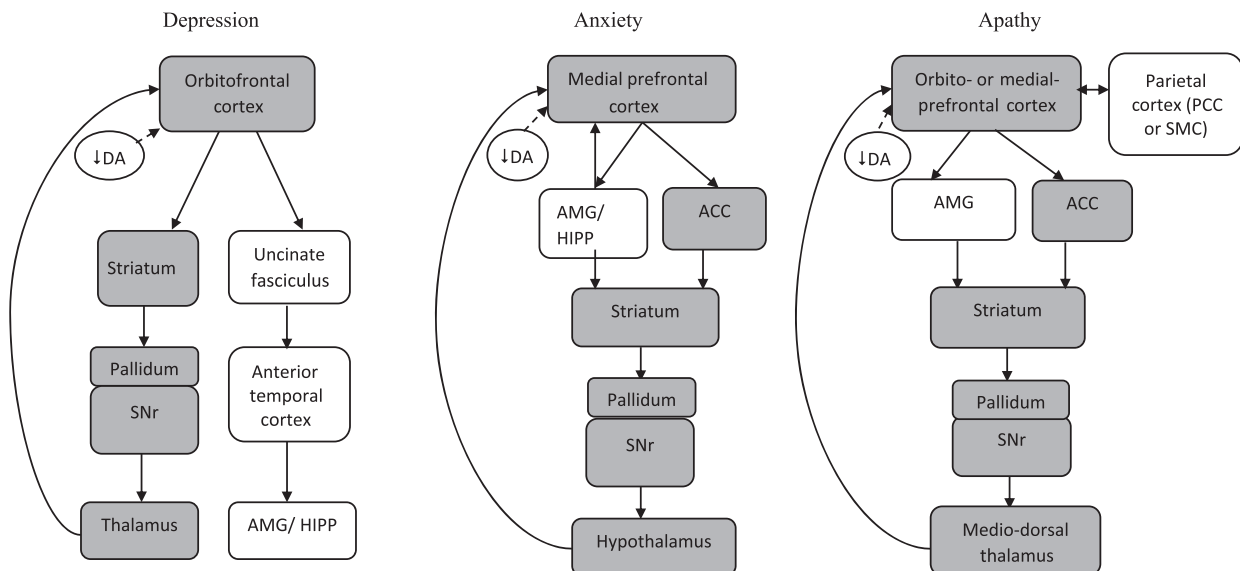 Depression
Anxiety
Apathy
Orbitofrontal
cortex
↓DA
Striatum
Uncinate
fasciculus
Pallidum
SNr
Anterior
temporal
cortex
Thalamus
AMG/ HIPP
Medial prefrontal
cortex
↓DA
AMG/
HIPP
ACC
Striatum
Pallidum
SNr
Hypothalamus
Orbito- or medial-
prefrontal cortex
Parietal
cortex (PCC
or SMC)
↓DA
AMG
ACC
Striatum
Pallidum
SNr
Medio-dorsal
thalamus